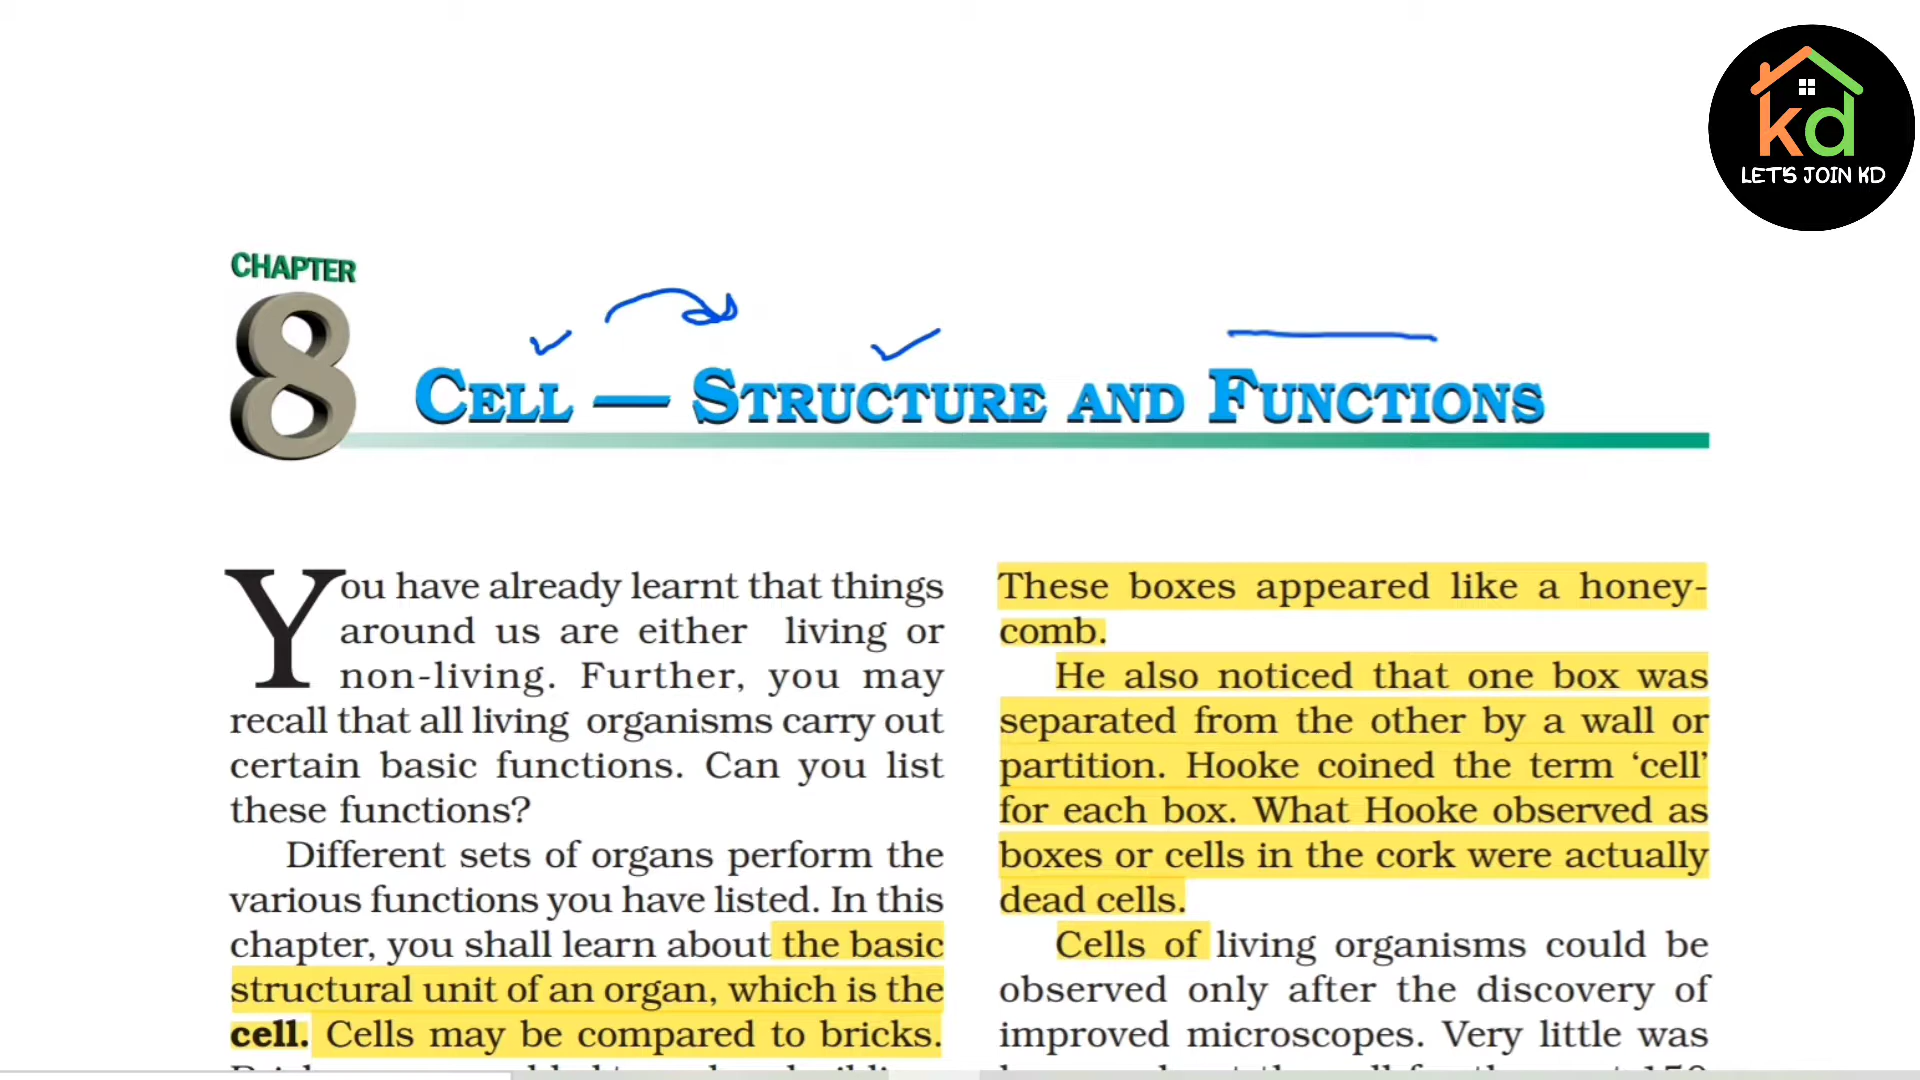 kd
LET'S JOIN KD
CHAPTER
8
CELL — STRUCTURE AND FUNCTIONS
You have already learnt that things
around us are either living or
non-living. Further, you may
recall that all living organisms carry out
certain basic functions. Can you list
these functions?
Different sets of organs perform the
various functions you have listed. In this
chapter, you shall learn about the basic
structural unit of an organ, which is the
cell. Cells may be compared to bricks.
These boxes appeared like a honey-
comb.
He also noticed that one box was
separated from the other by a wall or
partition. Hooke coined the term ‘cell’
for each box. What Hooke observed as
boxes or cells in the cork were actually
dead cells.
Cells of living organisms could be
observed only after the discovery of
improved microscopes. Very little was